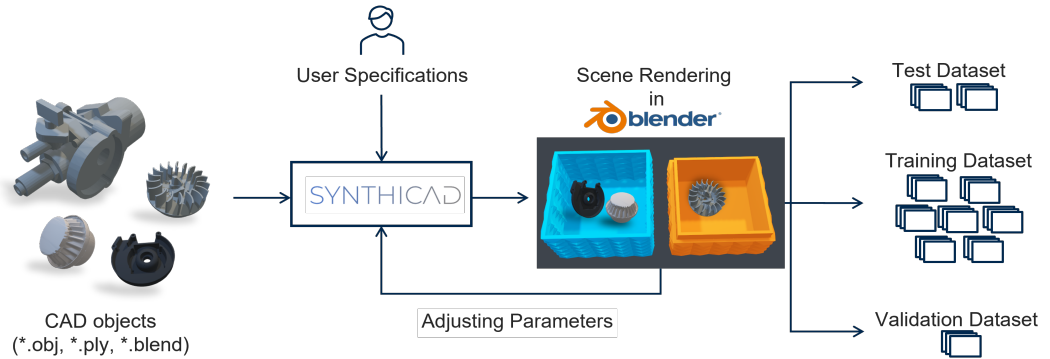 User Specifications
Scene Rendering
in
blender
SYNTHICAD
CAD objects
(*.obj, *.ply, *.blend)
Adjusting Parameters
Test Dataset
Training Dataset
Validation Dataset